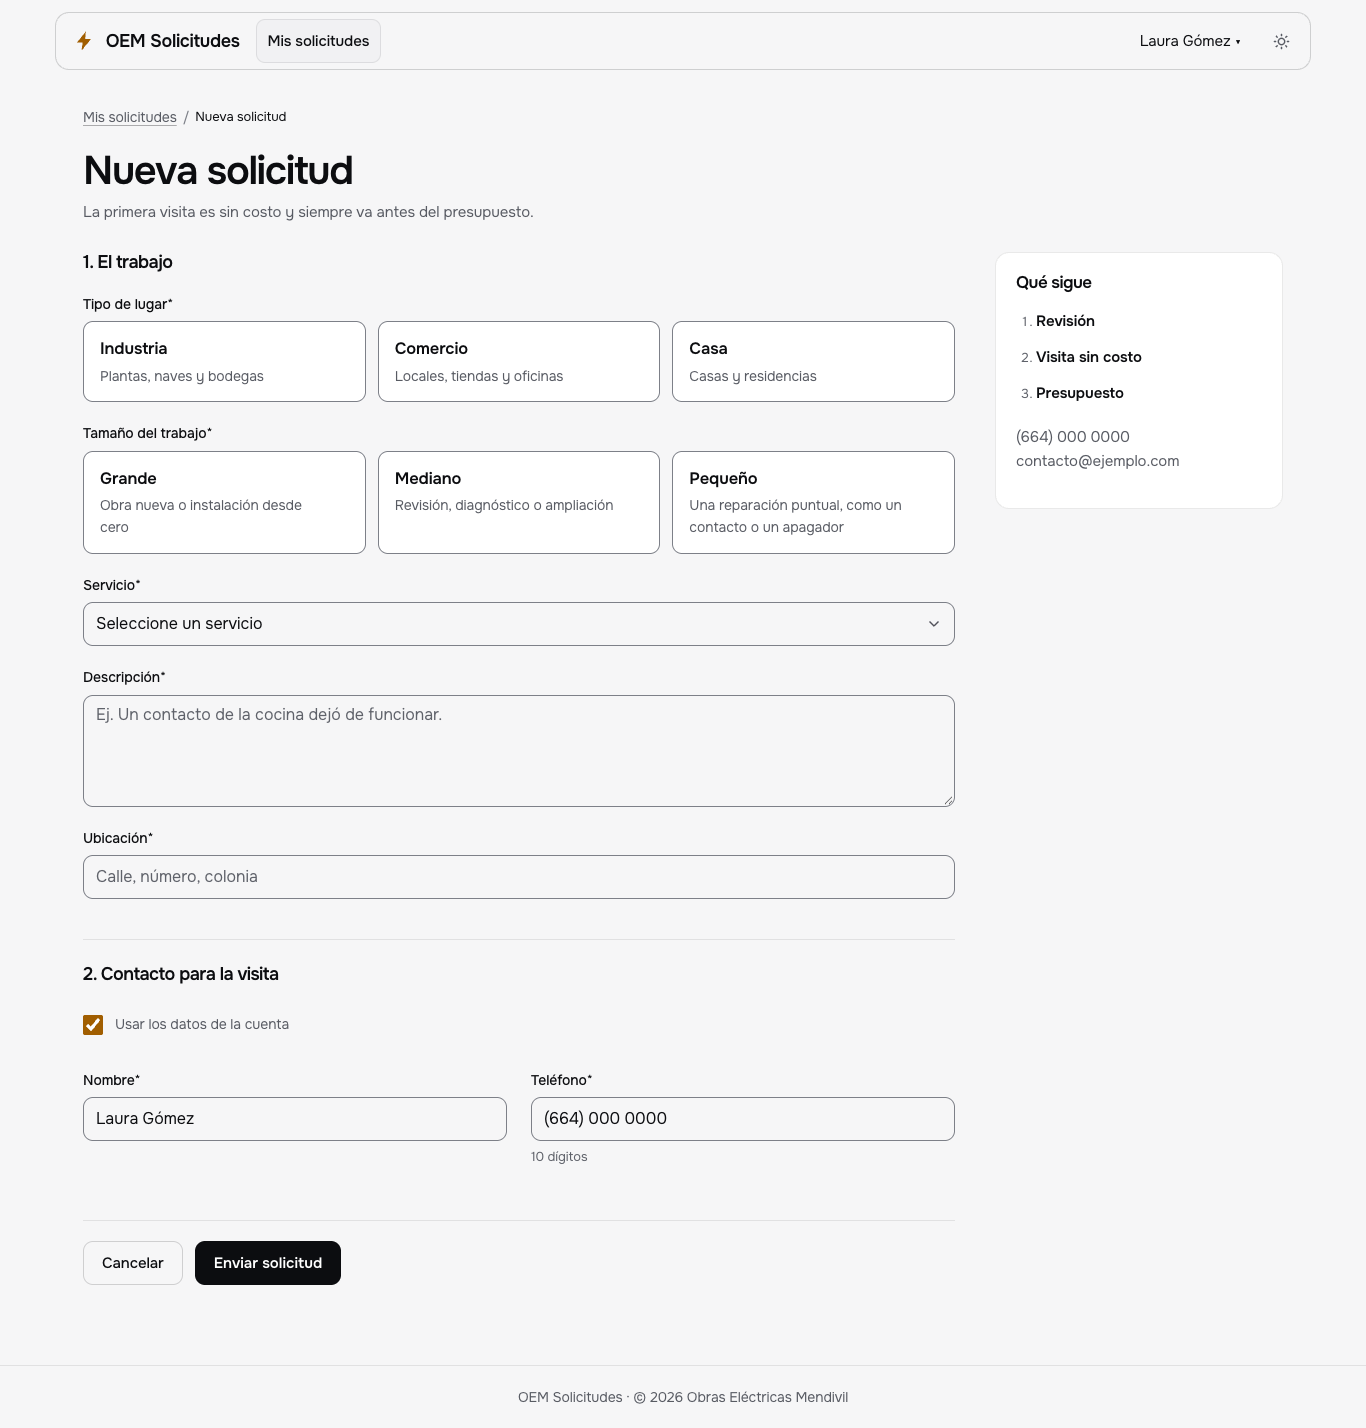 OEM Solicitudes
Mis solicitudes
Laura Gómez ▾
Mis solicitudes / Nueva solicitud
Nueva solicitud
La primera visita es sin costo y siempre va antes del presupuesto.
1. El trabajo
Tipo de lugar*
Industria
Plantas, naves y bodegas
Comercio
Locales, tiendas y oficinas
Casa
Casas y residencias
Tamaño del trabajo*
Grande
Obra nueva o instalación desde
cero
Mediano
Revisión, diagnóstico o ampliación
Pequeño
Una reparación puntual, como un
contacto o un apagador
Servicio*
Seleccione un servicio
Descripción*
Ej. Un contacto de la cocina dejó de funcionar.
Ubicación*
Calle, número, colonia
2. Contacto para la visita
Usar los datos de la cuenta
Nombre*
Laura Gómez
Teléfono*
(664) 000 0000
10 dígitos
Cancelar
Enviar solicitud
Qué sigue
1. Revisión
2. Visita sin costo
3. Presupuesto
(664) 000 0000
contacto@ejemplo.com
OEM Solicitudes · © 2026 Obras Eléctricas Mendivil